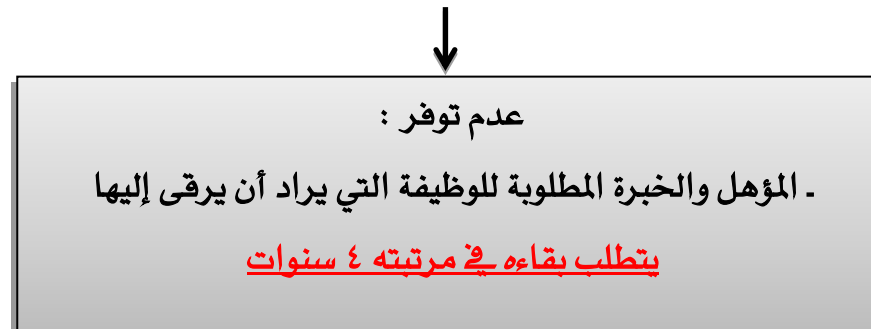 عدم توفر :
ـ المؤهل والخبرة المطلوبة للوظيفة التي يراد أن يرقى إليها
يتطلب بقاءه في مرتبته ٤ سنوات